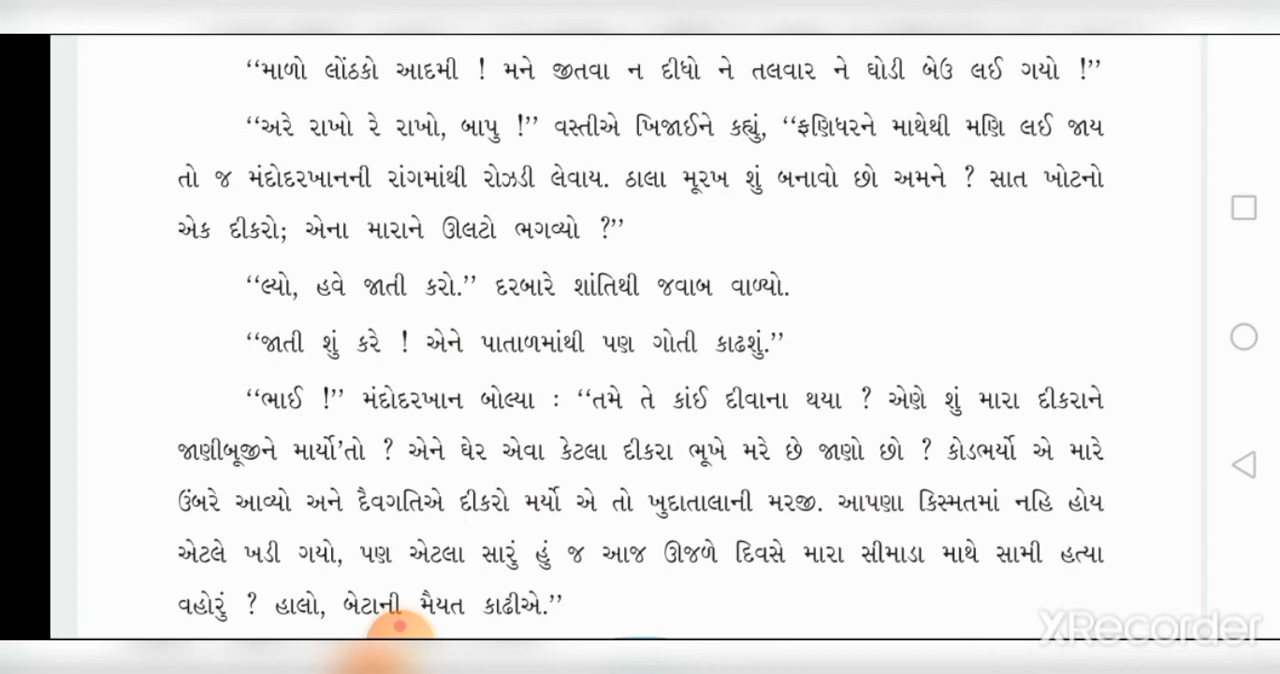 ‘‘માળો લોંઠકો આદમી ! મને જીતવા ન દીધો ને તલવાર ને ઘોડી બેઉ લઈ ગયો !’’
‘‘અરે રાખો રે રાખો, બાપુ !’’ વસ્તીએ ખિજાઈને કહ્યું, ‘‘ફણિધરને માથેથી મણિ લઈ જાય
તો જ મંદોદરખાનની રાંગમાંથી રોઝડી લેવાય. ઠાલા મૂરખ શું બનાવો છો અમને ? સાત ખોટનો
એક દીકરો; એના મારાને ઊલટો ભગવ્યો ?’’
‘‘લ્યો, હવે જાતી કરો.’’ દરબારે શાંતિથી જવાબ વાળ્યો.
‘‘જાતી શું કરે ! એને પાતાળમાંથી પણ ગોતી કાઢશું.’’
‘‘ભાઈ !’’ મંદોદરખાન બોલ્યા : ‘‘તમે તે કાંઈ દીવાના થયા ? એણે શું મારા દીકરાને
જાણીબૂજીને માર્યો’તો ? એને ઘેર એવા કેટલા દીકરા ભૂખે મરે છે જાણો છો ? કોડભર્યો એ મારે
ઉંબરે આવ્યો અને દૈવગતિએ દીકરો મર્યો એ તો ખુદાતાલાની મરજી. આપણા કિસ્મતમાં નહિ હોય
એટલે ખડી ગયો, પણ એટલા સારું હું જ આજ ઊજળે દિવસે મારા સીમાડા માથે સામી હત્યા
વહોરું ? હાલો, બેટાની મૈયત કાઢીએ.’’
XRecorder